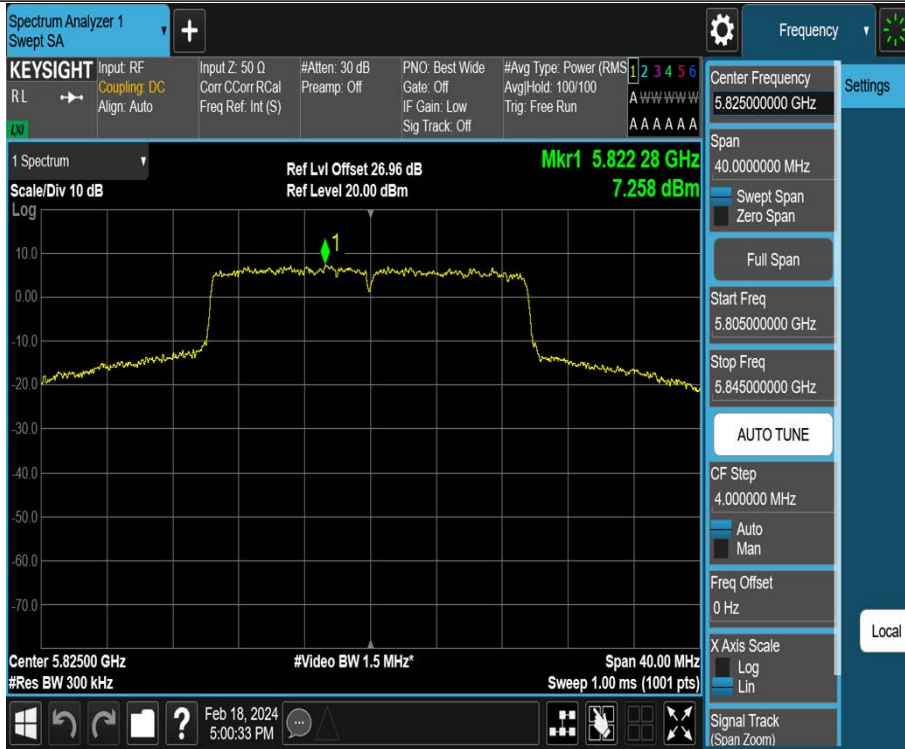 Spectrum Analyzer 1
Swept SA
+
Frequency
KEYSIGHT
R L
LXI
Input: RF
Coupling: DC
Align: Auto
Input Z: 50 Ω
Corr CCorr RCal
Freq Ref: Int (S)
#Atten: 30 dB
Preamp: Off
PNO: Best Wide
Gate: Off
IF Gain: Low
Sig Track: Off
#Avg Type: Power (RMS
Avg|Hold: 100/100
Trig: Free Run
1 2 3 4 5 6
A W W W W W
A A A A A A
1 Spectrum
Scale/Div 10 dB
Log
Ref Lvl Offset 26.96 dB
Ref Level 20.00 dBm
Mkr1 5.822 28 GHz
7.258 dBm
1
10.0
0.00
-10.0
-20.0
-30.0
-40.0
-50.0
-60.0
-70.0
Center 5.82500 GHz
#Video BW 1.5 MHz*
Span 40.00 MHz
#Res BW 300 kHz
Sweep 1.00 ms (1001 pts)
Feb 18, 2024
5:00:33 PM
?
Center Frequency
5.825000000 GHz
Settings
Span
40.0000000 MHz
Swept Span
Zero Span
Full Span
Start Freq
5.805000000 GHz
Stop Freq
5.845000000 GHz
AUTO TUNE
CF Step
4.000000 MHz
Auto
Man
Freq Offset
0 Hz
Local
X Axis Scale
Log
Lin
Signal Track
(Span Zoom)